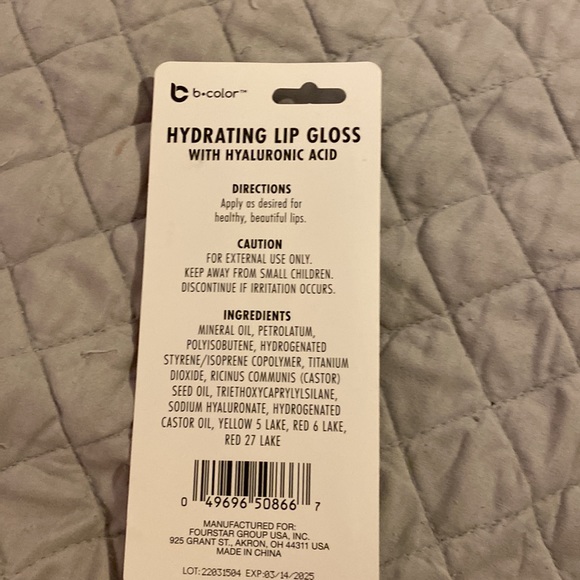 b•color™
HYDRATING LIP GLOSS
WITH HYALURONIC ACID
DIRECTIONS
Apply as desired for
healthy, beautiful lips.
CAUTION
FOR EXTERNAL USE ONLY.
KEEP AWAY FROM SMALL CHILDREN.
DISCONTINUE IF IRRITATION OCCURS.
INGREDIENTS
MINERAL OIL, PETROLATUM,
POLYISOBUTENE, HYDROGENATED
STYRENE/ISOPRENE COPOLYMER, TITANIUM
DIOXIDE, RICINUS COMMUNIS (CASTOR)
SEED OIL, TRIETHOXYCAPRYLYLSILANE,
SODIUM HYALURONATE, HYDROGENATED
CASTOR OIL, YELLOW 5 LAKE, RED 6 LAKE,
RED 27 LAKE
0 49696 50866 7
MANUFACTURED FOR:
FOURSTAR GROUP USA, INC.
925 GRANT ST., AKRON, OH 44311 USA
MADE IN CHINA
LOT:22031504 EXP:03/14/2025